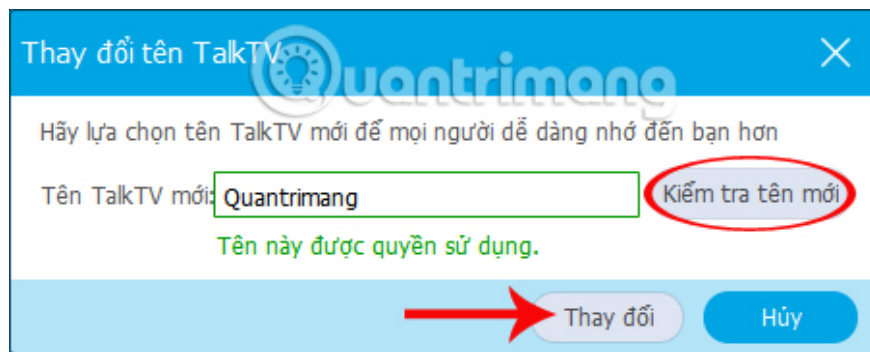 Thay đổi tên TalkTV
Quantrimang
Hãy lựa chọn tên TalkTV mới để mọi người dễ dàng nhớ đến bạn hơn
Tên TalkTV mới: Quantrimang Kiểm tra tên mới
Tên này được quyền sử dụng.
Thay đổi Hủy